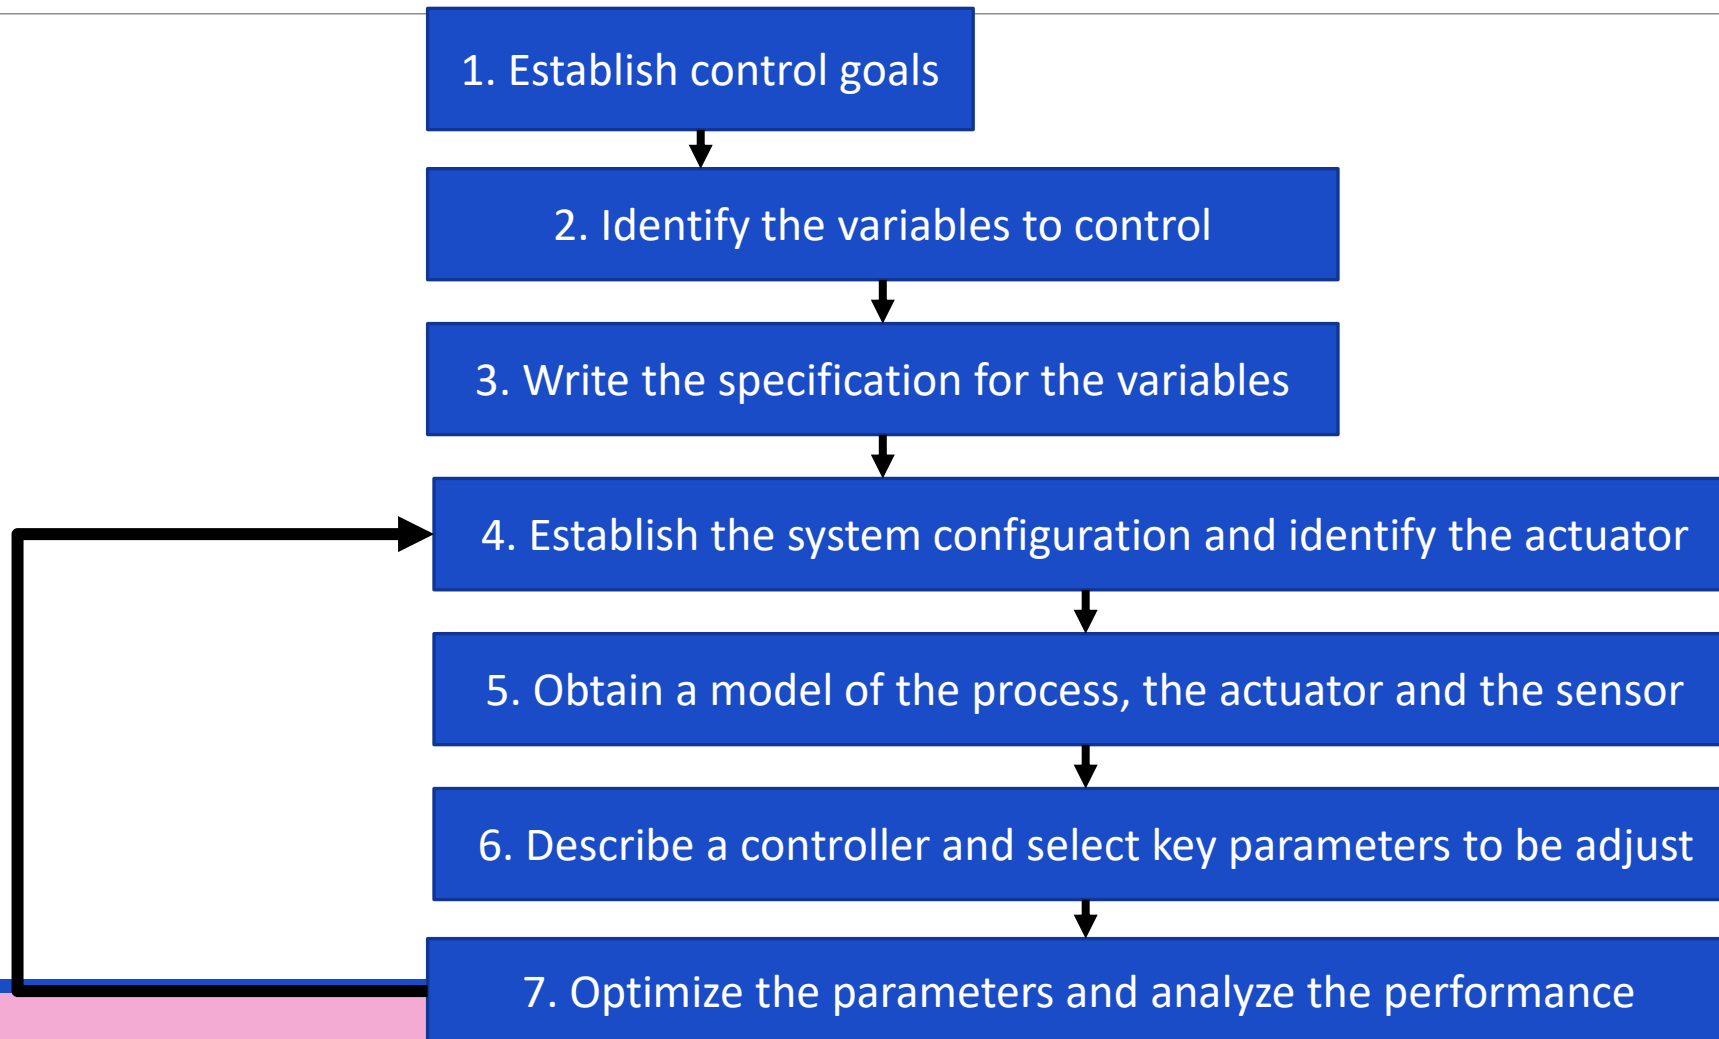 1. Establish control goals
2. Identify the variables to control
3. Write the specification for the variables
4. Establish the system configuration and identify the actuator
5. Obtain a model of the process, the actuator and the sensor
6. Describe a controller and select key parameters to be adjust
7. Optimize the parameters and analyze the performance